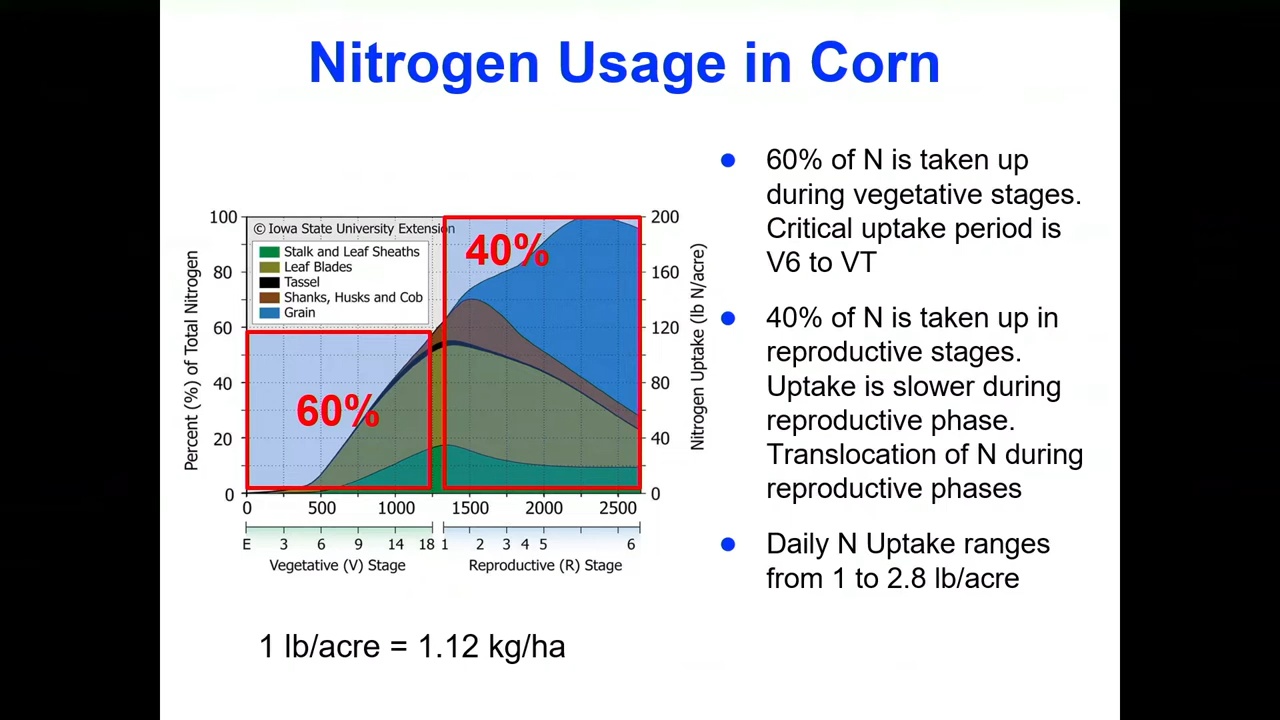 Nitrogen Usage in Corn
60% of N is taken up
during vegetative stages.
Critical uptake period is
V6 to VT
40% of N is taken up in
reproductive stages.
Uptake is slower during
reproductive phase.
Translocation of N during
reproductive phases
Daily N Uptake ranges
from 1 to 2.8 lb/acre
© Iowa State University Extension
Stalk and Leaf Sheaths
Leaf Blades
Tassel
Shanks, Husks and Cob
Grain
60%
40%
Percent (%) of Total Nitrogen
100
80
60
40
20
0
Nitrogen Uptake (lb N/acre)
200
160
120
80
40
0
0 500 1000 1500 2000 2500
E 3 6 9 14 18 1 2 3 4 5 6
Vegetative (V) Stage
Reproductive (R) Stage
1 lb/acre = 1.12 kg/ha